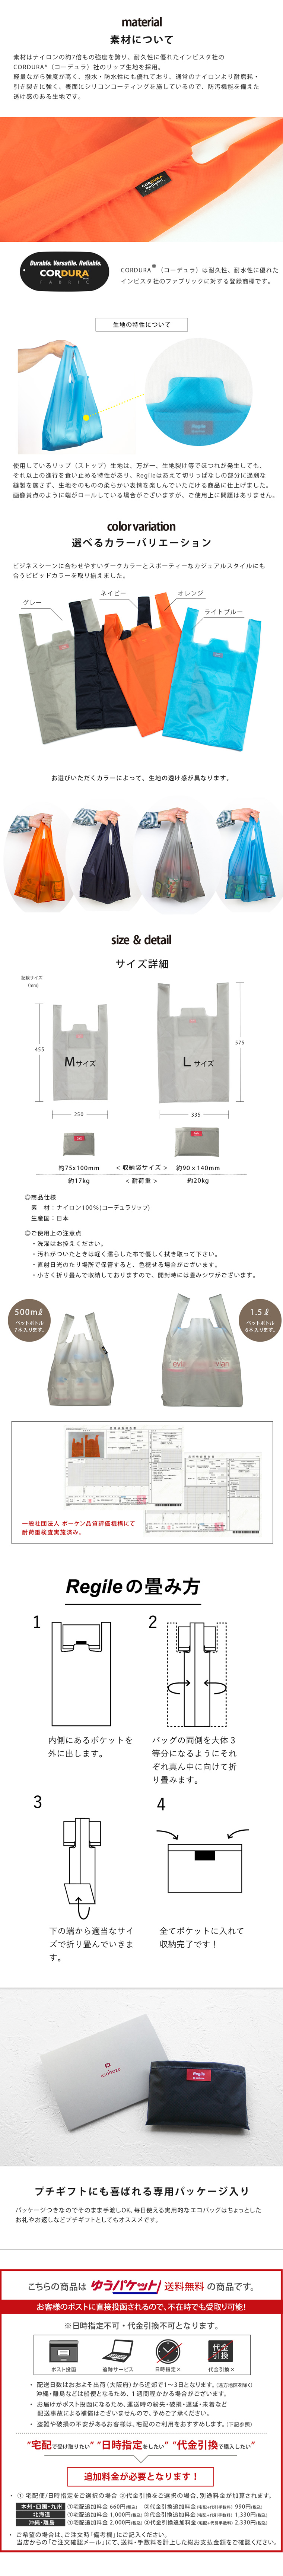 material
素材について
素材はナイロンの約7倍もの強度を誇り、耐久性に優れたインビスタ社の
CORDURA®（コーデュラ）社のリップ生地を採用。
軽量ながら強度が高く、撥水・防水性にも優れており、通常のナイロンより耐磨耗・
引き裂きに強く、表面にシリコンコーティングを施しているので、防汚機能を備えた
透け感のある生地です。
CORDURA
Durable. Versatile. Reliable.
CORDURA
FABRIC
CORDURA®（コーデュラ）は耐久性、耐水性に優れた
インビスタ社のファブリックに対する登録商標です。
生地の特性について
Regile
使用しているリップ（ストップ）生地は、万が一、生地裂け等でほつれが発生しても、
それ以上の進行を食い止める特性があり、Regileはあえて切りっぱなしの部分に過剰な
縫製を施さず、生地そのものの柔らかい表情を楽しんでいただける商品に仕上げました。
画像異点のように端がロールしている場合がございますが、ご使用上に問題はありません。
color variation
選べるカラーバリエーション
ビジネスシーンに合わせやすいダークカラーとスポーティーなカジュアルスタイルにも
合うビビッドカラーを取り揃えました。
グレー
ネイビー
オレンジ
ライトブルー
お選びいただくカラーによって、生地の透け感が異なります。
size & detail
サイズ詳細
記載サイズ
(mm)
455
Mサイズ
250
575
Lサイズ
335
約75x100mm
< 収納袋サイズ >
約90ｘ140mm
約17kg
< 耐荷重 >
約20kg
◎商品仕様
素　材：ナイロン100%(コーデュラリップ)
生産国：日本
◎ご使用上の注意点
・洗濯はお控えください。
・汚れがついたときは軽く濡らした布で優しく拭き取って下さい。
・直射日光のたり場所で保管すると、色褪せる場合がございます。
・小さく折り畳んで収納しておりますので、開封時には畳みシワがございます。
500mℓ
ペットボトル
7本入ります。
1.5ℓ
ペットボトル
6本入ります。
evian
一般社団法人 ボーケン品質評価機構にて
耐荷重検査実施済み。
Regileの畳み方
1
2
内側にあるポケットを
外に出します。
バッグの両側を大体３
等分になるようにそれ
ぞれ真ん中に向けて折
り畳みます。
3
4
下の端から適当なサイ
ズで折り畳んでいきま
す。
全てポケットに入れて
収納完了です！
Regile
プチギフトにも喜ばれる専用パッケージ入り
パッケージつきなのでそのまま手渡しOK、毎日使える実用的なエコバッグはちょっとした
お礼やお返しなどプチギフトとしてもオススメです。
こちらの商品は ゆうパケット 送料無料 の商品です。
お客様のポストに直接投函されるので、不在時でも受取り可能！
※日時指定不可・代金引換不可となります。
ポスト投函
追跡サービス
日時指定×
代金引換
代金引換×
・ 配送日数はおおよそ出荷（大阪府）から近郊で1～3日となります。（遠方地区を除く）
沖縄・離島などは船便となるため、１週間程かかる場合がございます。
・ お届けがポスト投函になるため、運送時の紛失・破損・遅延・未着など
配送事故による補償はございませんので、予めご了承ください。
・ 盗難や破損の不安があるお客様は、宅配のご利用をおすすめします。（下記参照）
“宅配で受け取りたい” “日時指定をしたい” “代金引換で購入したい”
追加料金が必要となります！
・ ① 宅配便/日時指定をご選択の場合 ②代金引換をご選択の場合、別送料金が加算されます。
本州・四国・九州 ①宅配追加料金 660円(税込) ②代金引換追加料金（宅配+代引手数料）990円(税込)
北海道 ①宅配追加料金 1,000円(税込) ②代金引換追加料金（宅配+代引手数料）1,330円(税込)
沖縄・離島 ①宅配追加料金 2,000円(税込) ②代金引換追加料金（宅配+代引手数料）2,330円(税込)
・ ご希望の場合は、ご注文時「備考欄」にご記入ください。
当店からの「ご注文確認メール」にて、送料・手数料を計上した総お支払金額をご確認ください。